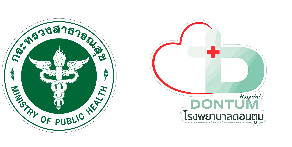 กระทรวงสาธารณสุข
MINISTRY OF PUBLIC HEALTH
Hospital
DONTUM
โรงพยาบาลดอนตูม